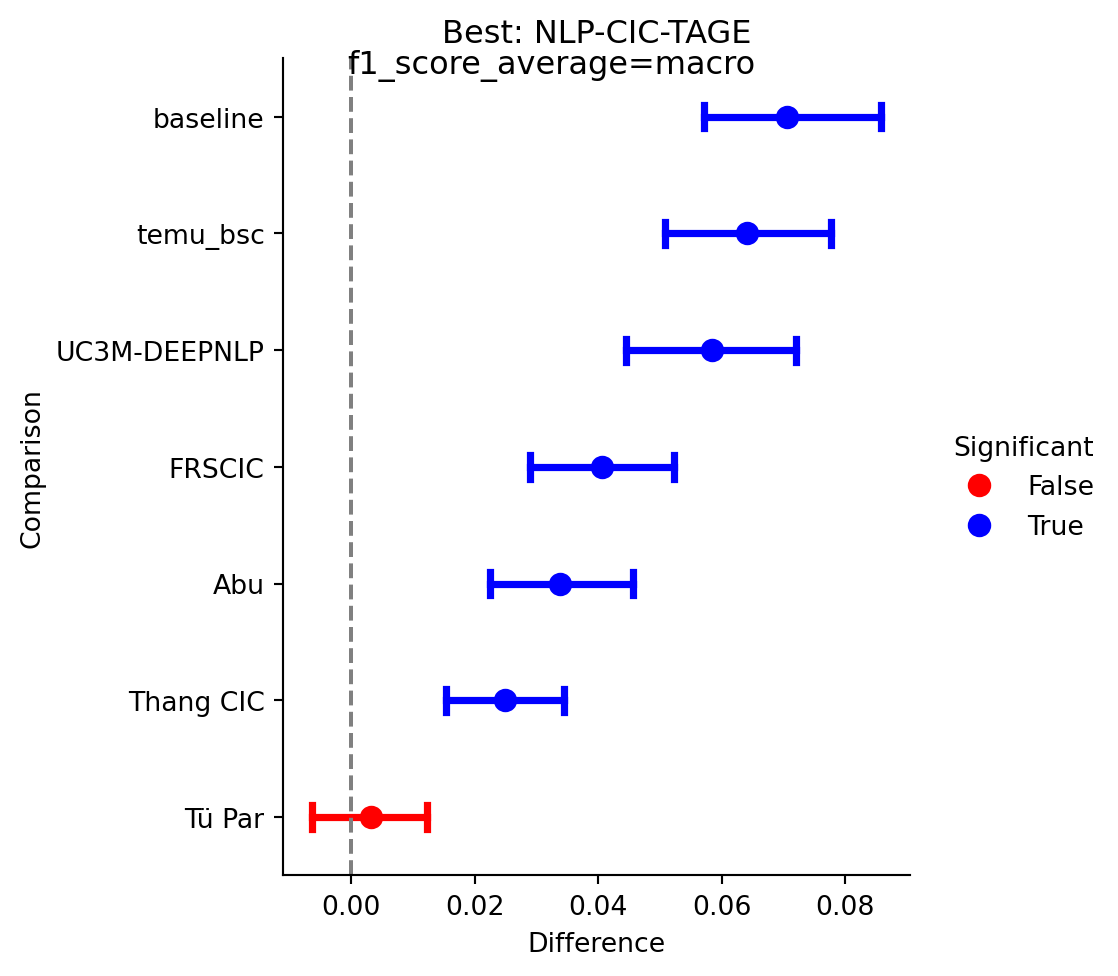 Best: NLP-CIC-TAGE
f1_score_average=macro
baseline
temu_bsc
UC3M-DEEPNLP
FRSCIC
Abu
Thang CIC
Tü Par
Comparison
0.00 0.02 0.04 0.06 0.08
Difference
Significant
False
True